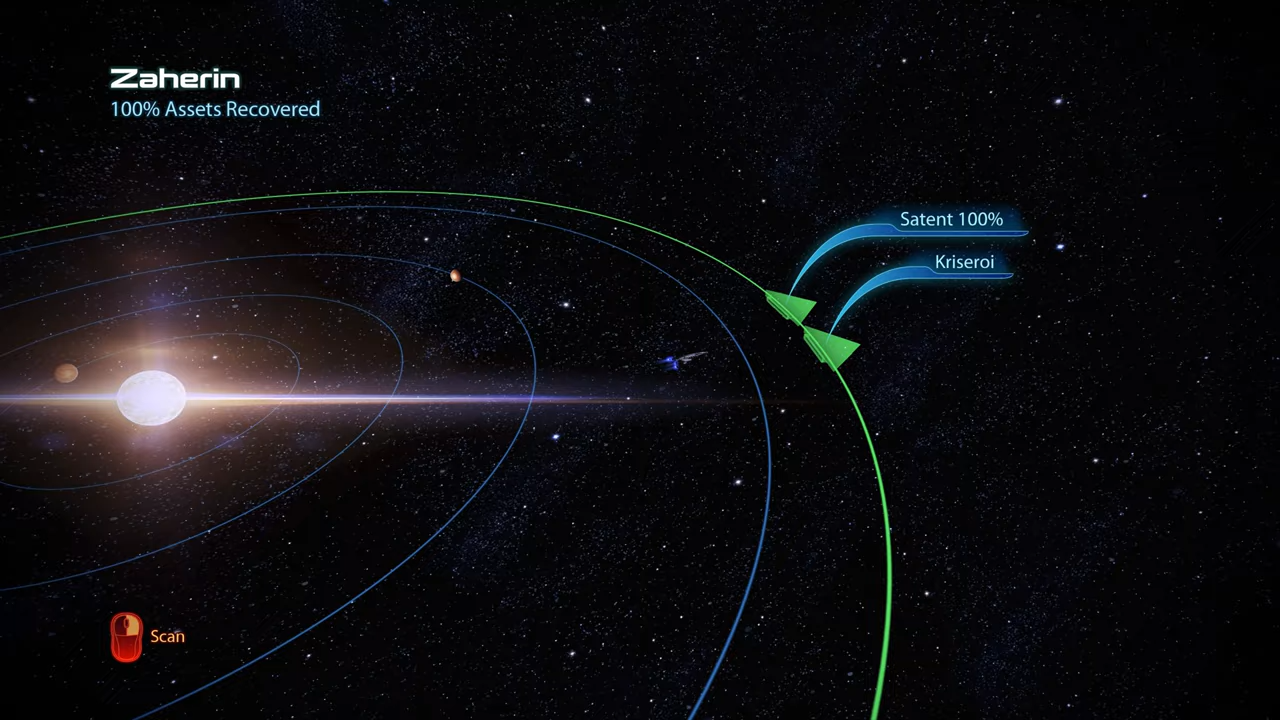 Zaherin
100% Assets Recovered
Satent 100%
Kriseroi
Scan